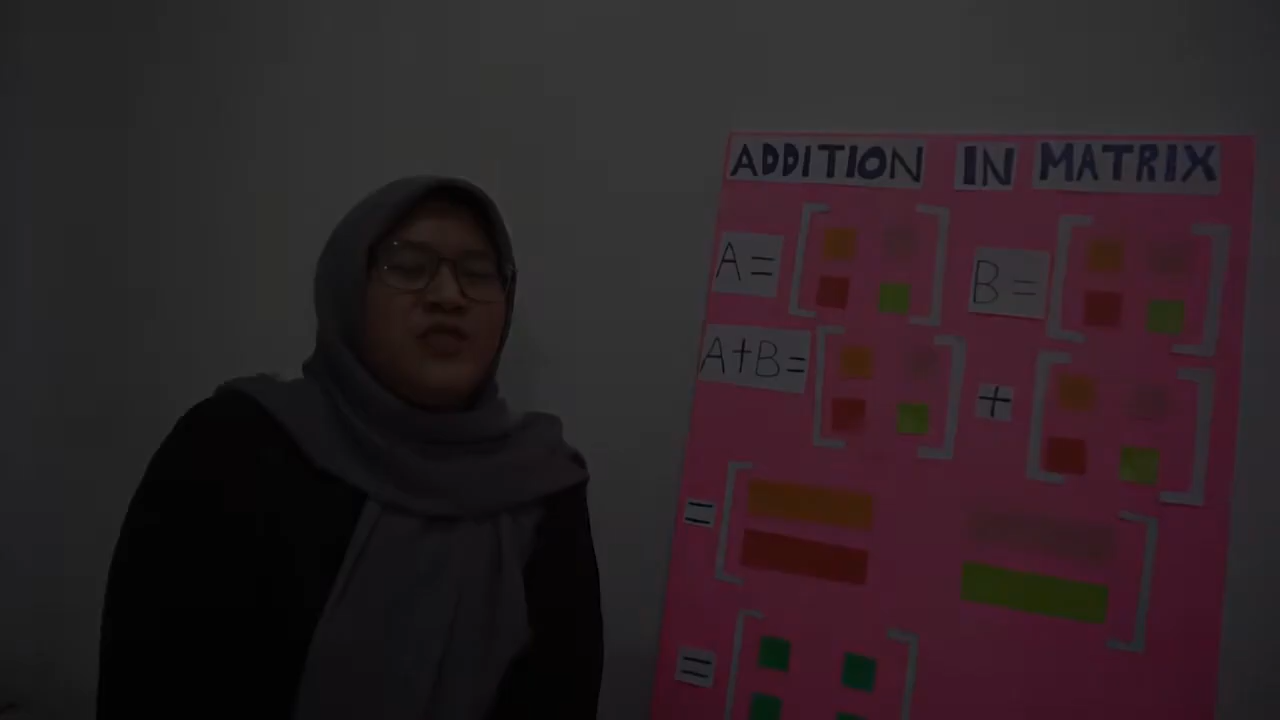 ADDITION IN MATRIX
A =
B =
A+B =
+
=
=